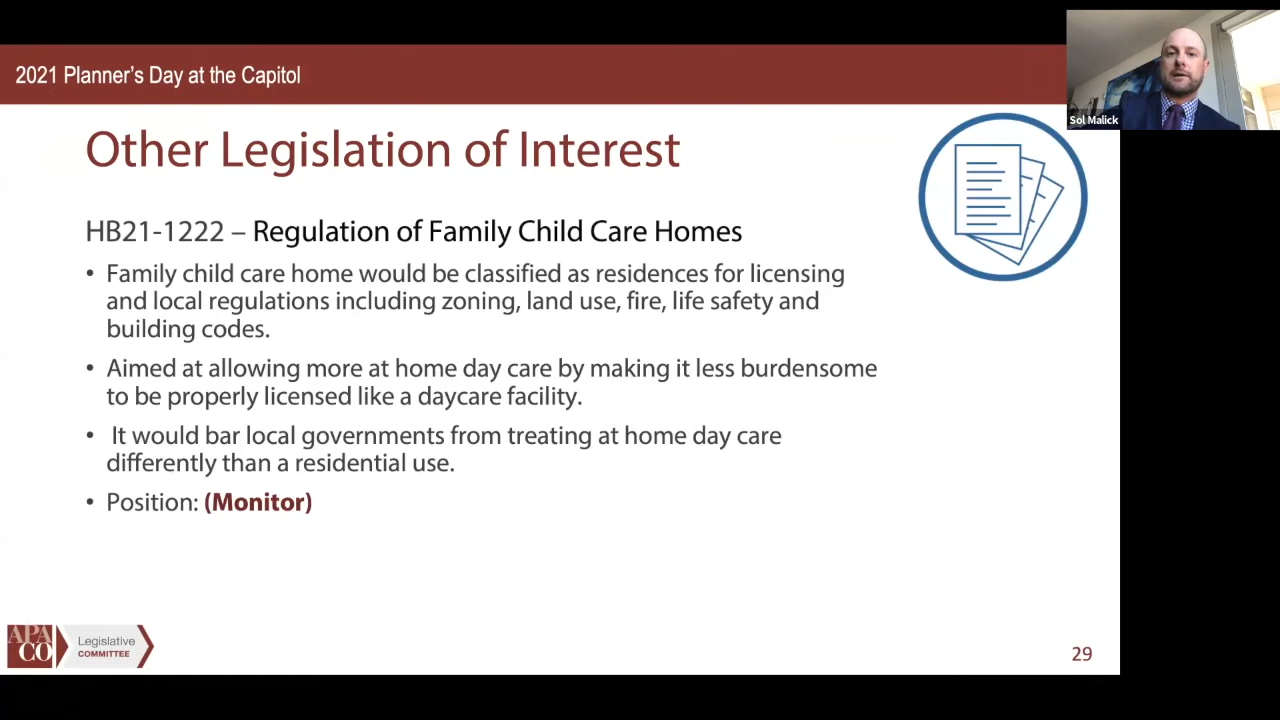 2021 Planner's Day at the Capitol
Sol Malick
Other Legislation of Interest
HB21-1222 – Regulation of Family Child Care Homes
• Family child care home would be classified as residences for licensing
and local regulations including zoning, land use, fire, life safety and
building codes.
• Aimed at allowing more at home day care by making it less burdensome
to be properly licensed like a daycare facility.
• It would bar local governments from treating at home day care
differently than a residential use.
• Position: (Monitor)
APA
CO
Legislative
COMMITTEE
29